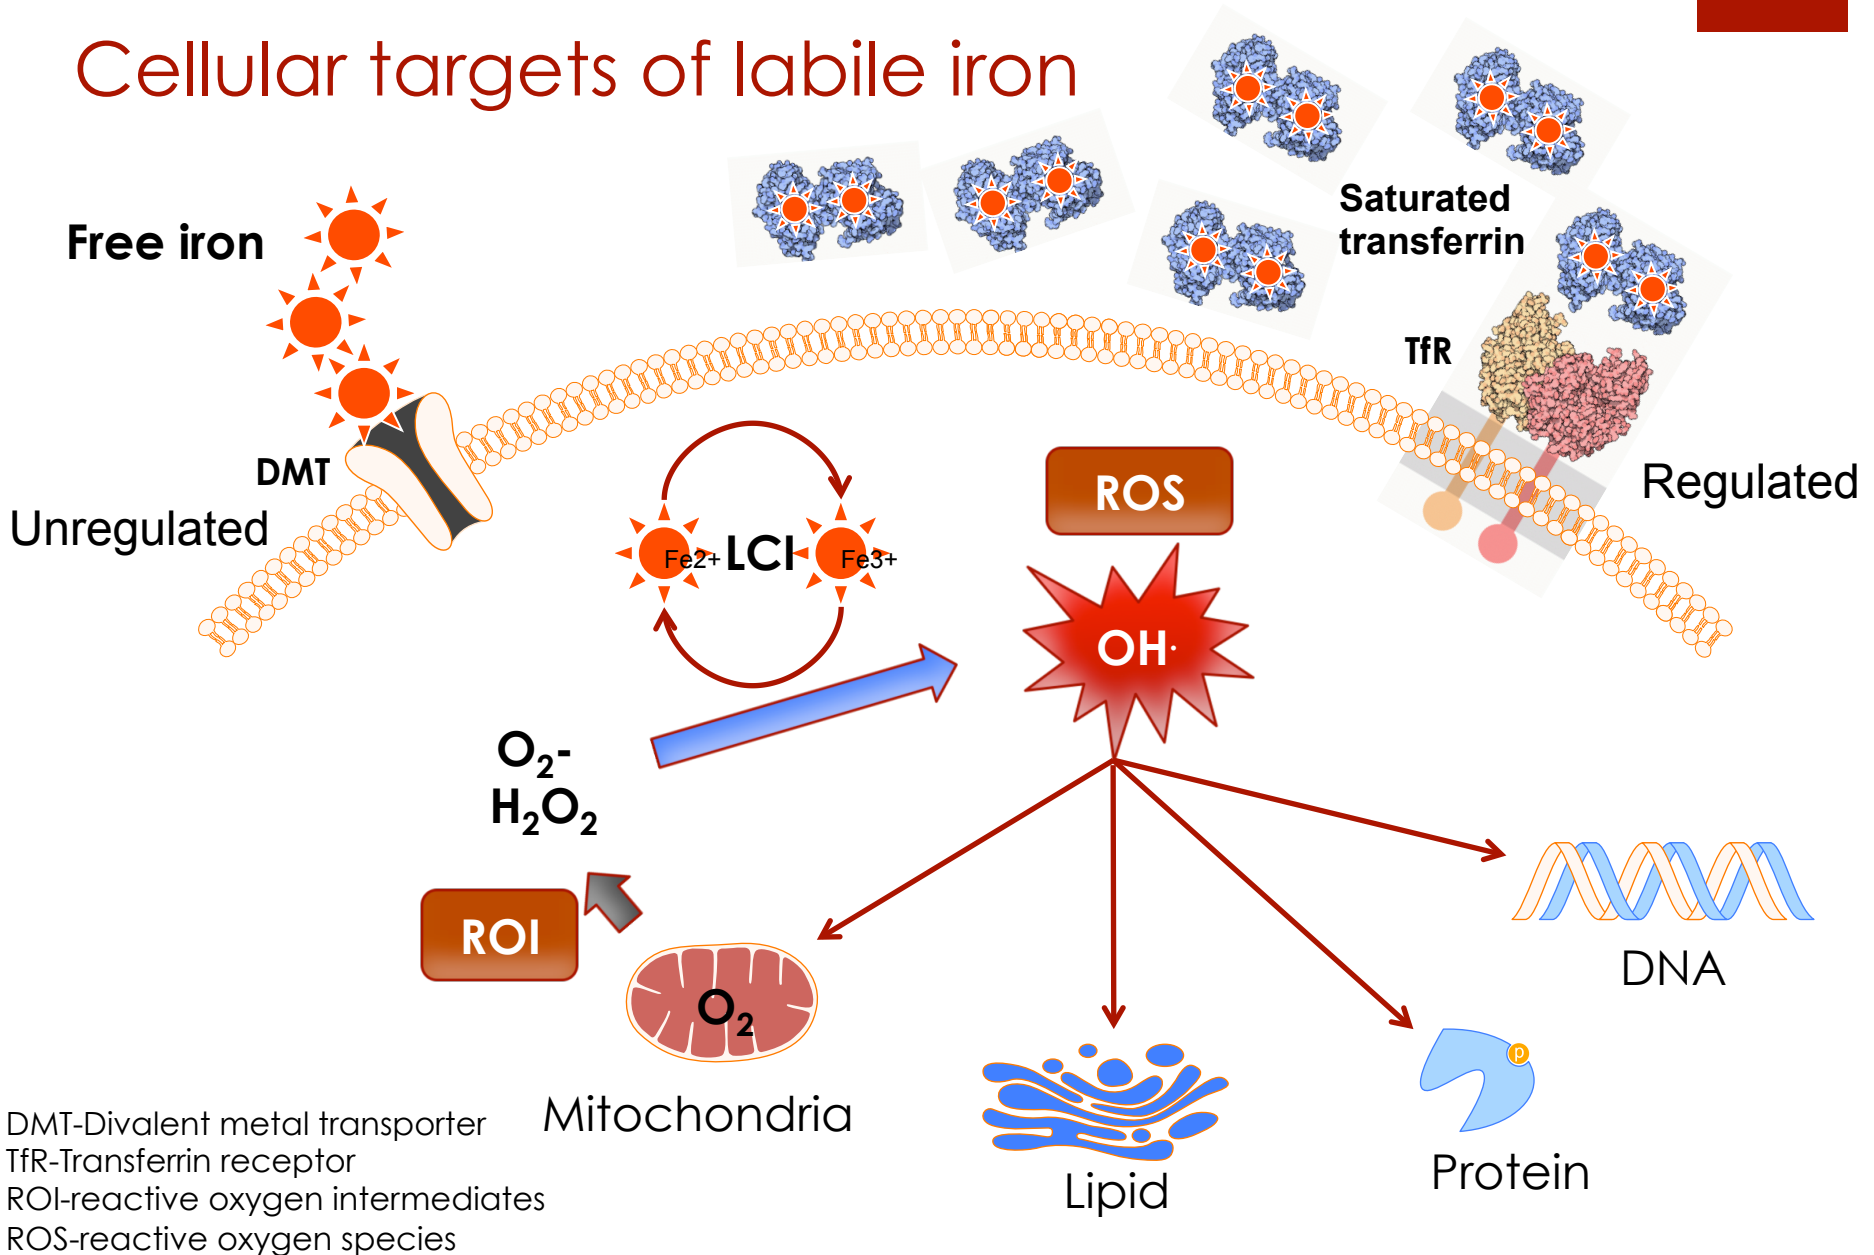 Cellular targets of labile iron
Free iron
Saturated
transferrin
TfR
DMT
Unregulated
Regulated
Fe2+
LCI
Fe3+
ROS
OH·
O₂-
H₂O₂
ROI
O₂
Mitochondria
Lipid
P
Protein
DNA
DMT-Divalent metal transporter
TfR-Transferrin receptor
ROI-reactive oxygen intermediates
ROS-reactive oxygen species